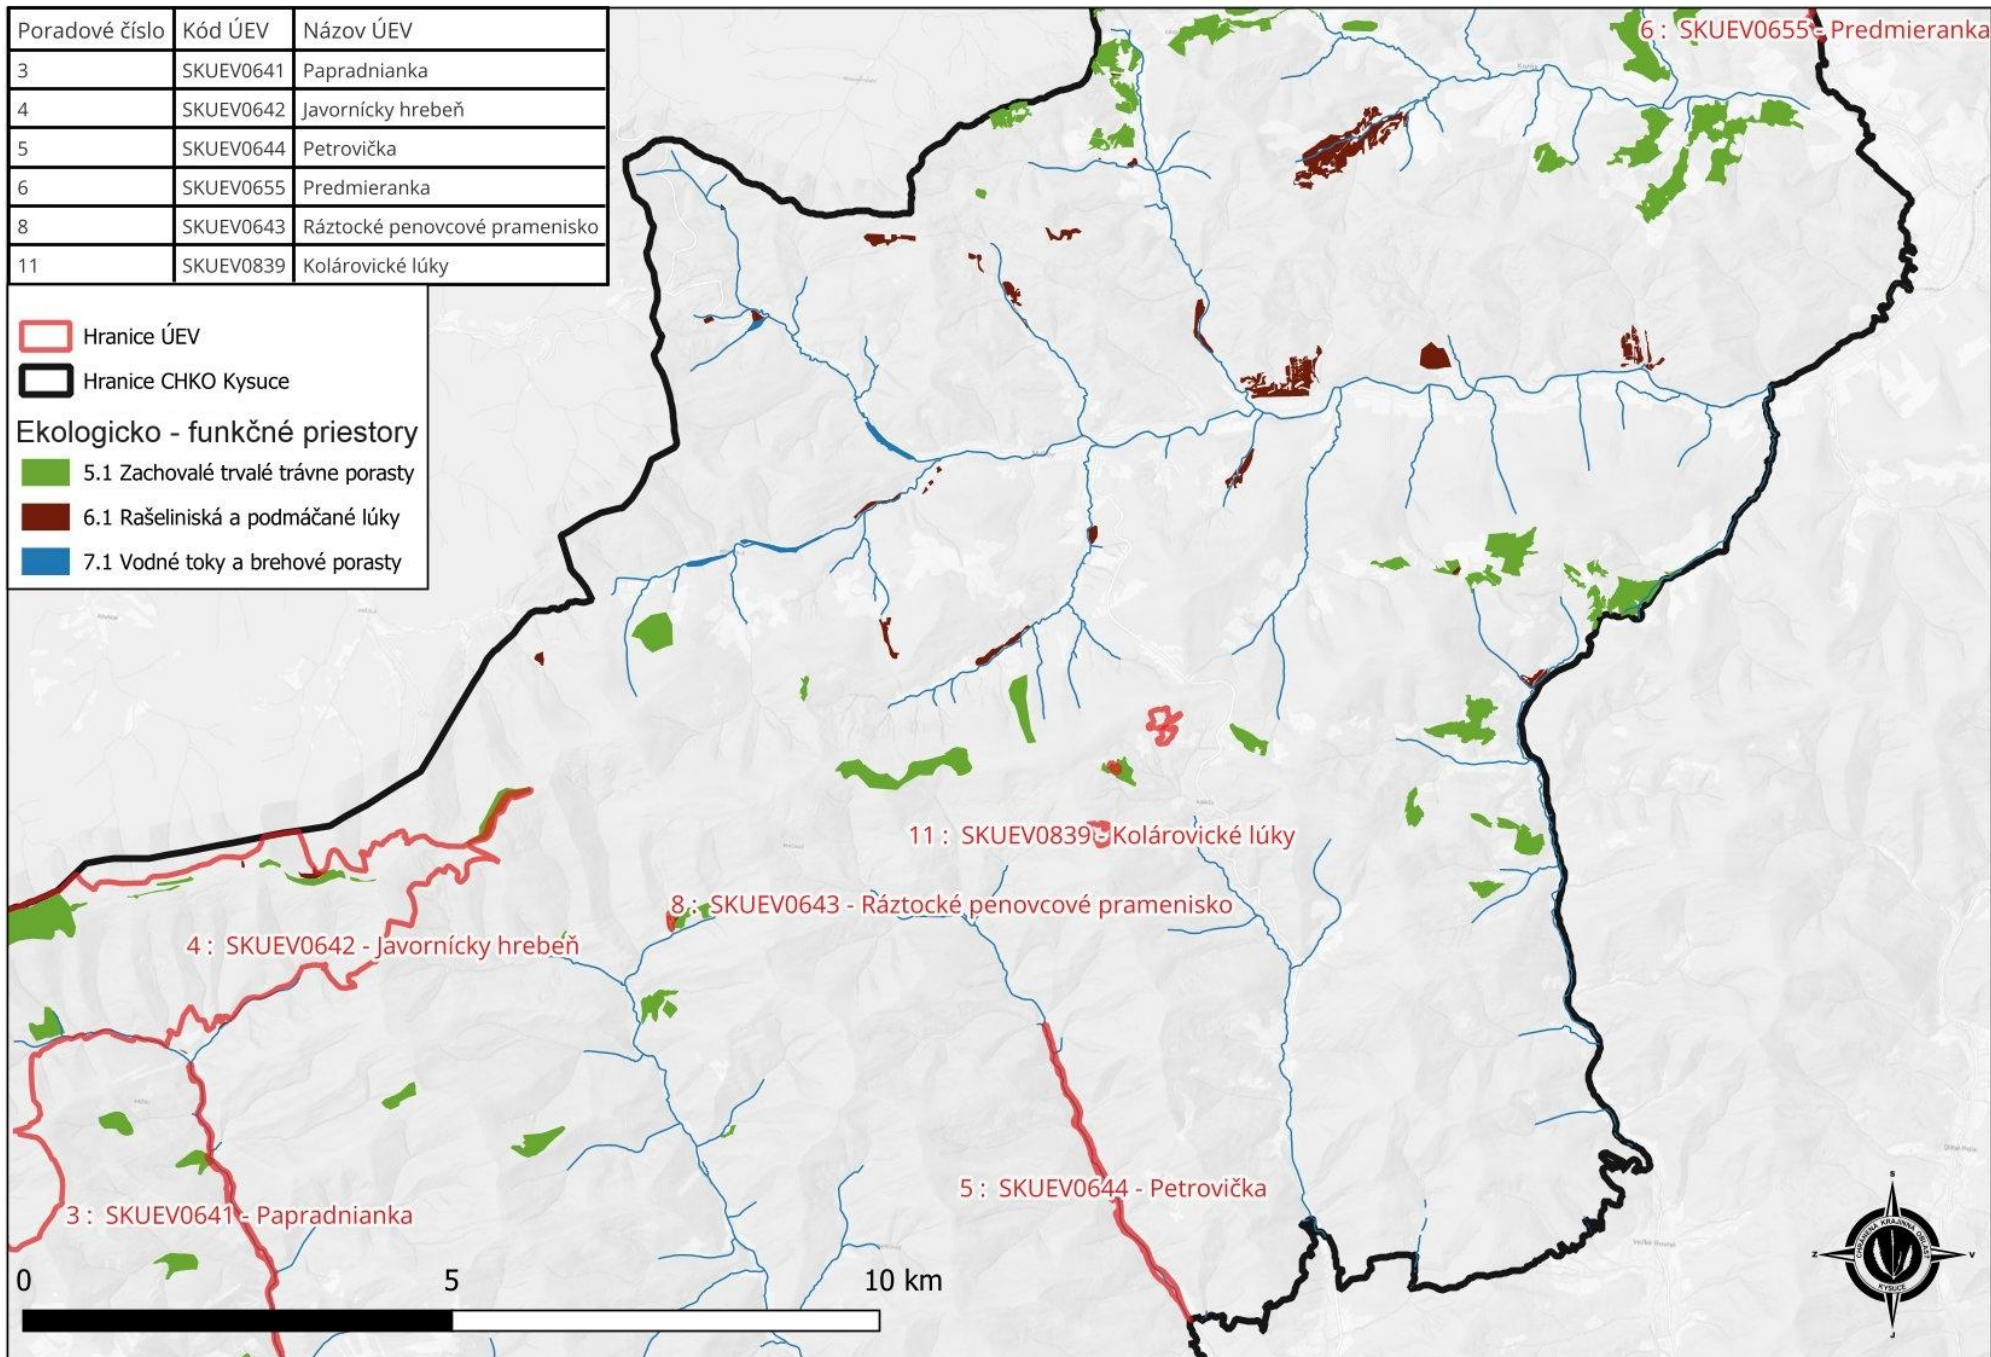 Poradové číslo Kód ÚEV Názov ÚEV
3 SKUEV0641 Papradnianka
4 SKUEV0642 Javornícky hrebeň
5 SKUEV0644 Petrovička
6 SKUEV0655 Predmieranka
8 SKUEV0643 Ráztocké penovcové pramenisko
11 SKUEV0839 Kolárovické lúky
Hranice ÚEV
Hranice CHKO Kysuce
Ekologicko - funkčné priestory
5.1 Zachovalé trvalé trávne porasty
6.1 Rašeliniská a podmáčané lúky
7.1 Vodné toky a brehové porasty
6 : SKUEV0655 - Predmieranka
11 : SKUEV0839 - Kolárovické lúky
8 : SKUEV0643 - Ráztocké penovcové pramenisko
4 : SKUEV0642 - Javornícky hrebeň
5 : SKUEV0644 - Petrovička
3 : SKUEV0641 - Papradnianka
0 5 10 km
S
Z
V
J
CHRÁNENÁ KRAJINNÁ OBLASŤ
KYSUCE